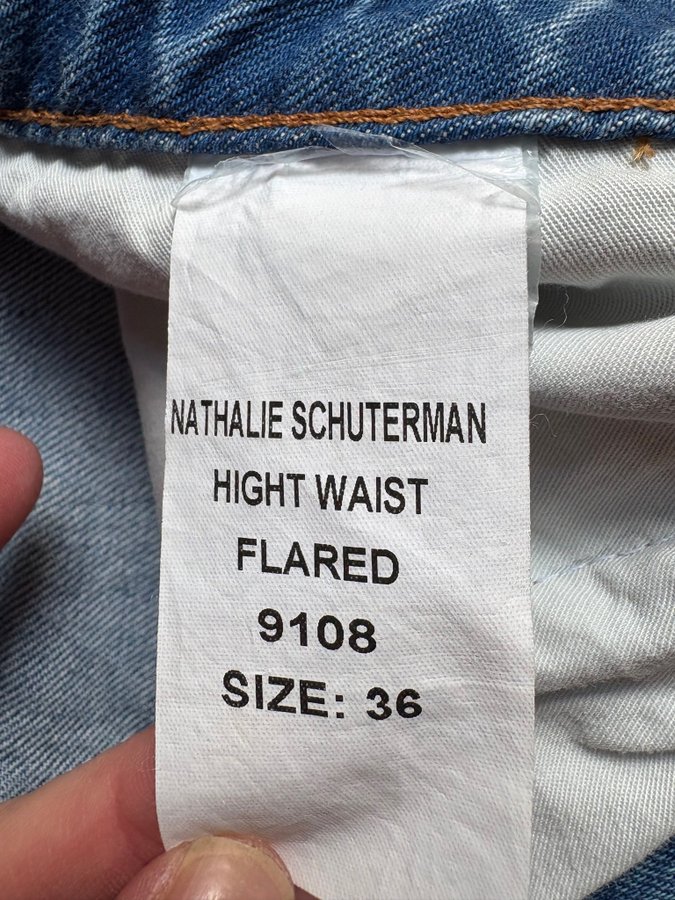 NATHALIE SCHUTERMAN
HIGHT WAIST
FLARED
9108
SIZE: 36